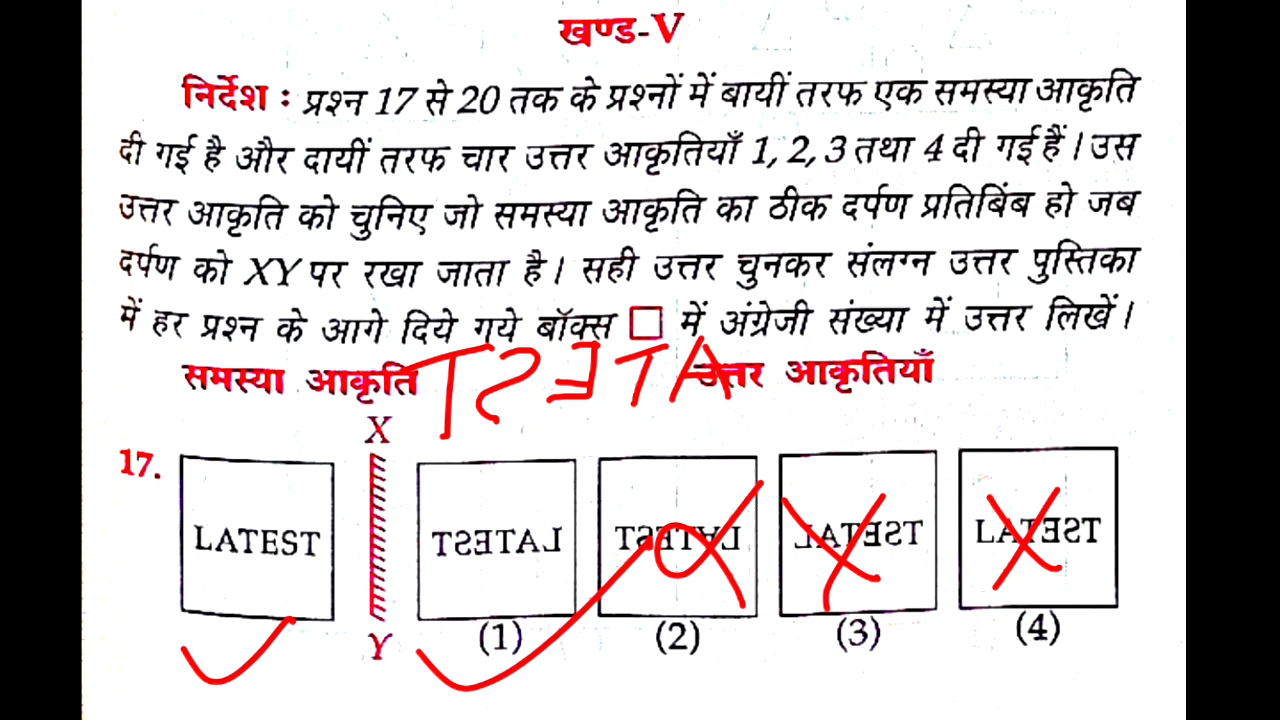 खण्ड-V
निर्देश : प्रश्न 17 से 20 तक के प्रश्नों में बायीं तरफ एक समस्या आकृति
दी गई है और दायीं तरफ चार उत्तर आकृतियाँ 1, 2, 3 तथा 4 दी गई हैं। उस
उत्तर आकृति को चुनिए जो समस्या आकृति का ठीक दर्पण प्रतिबिंब हो जब
दर्पण को XY पर रखा जाता है। सही उत्तर चुनकर संलग्न उत्तर पुस्तिका
में हर प्रश्न के आगे दिये गये बॉक्स □ में अंग्रेजी संख्या में उत्तर लिखें।
समस्या आकृति TSETA उत्तर आकृतियाँ
X
17. LATEST TSETAL
Y (1) (2) (3) (4)